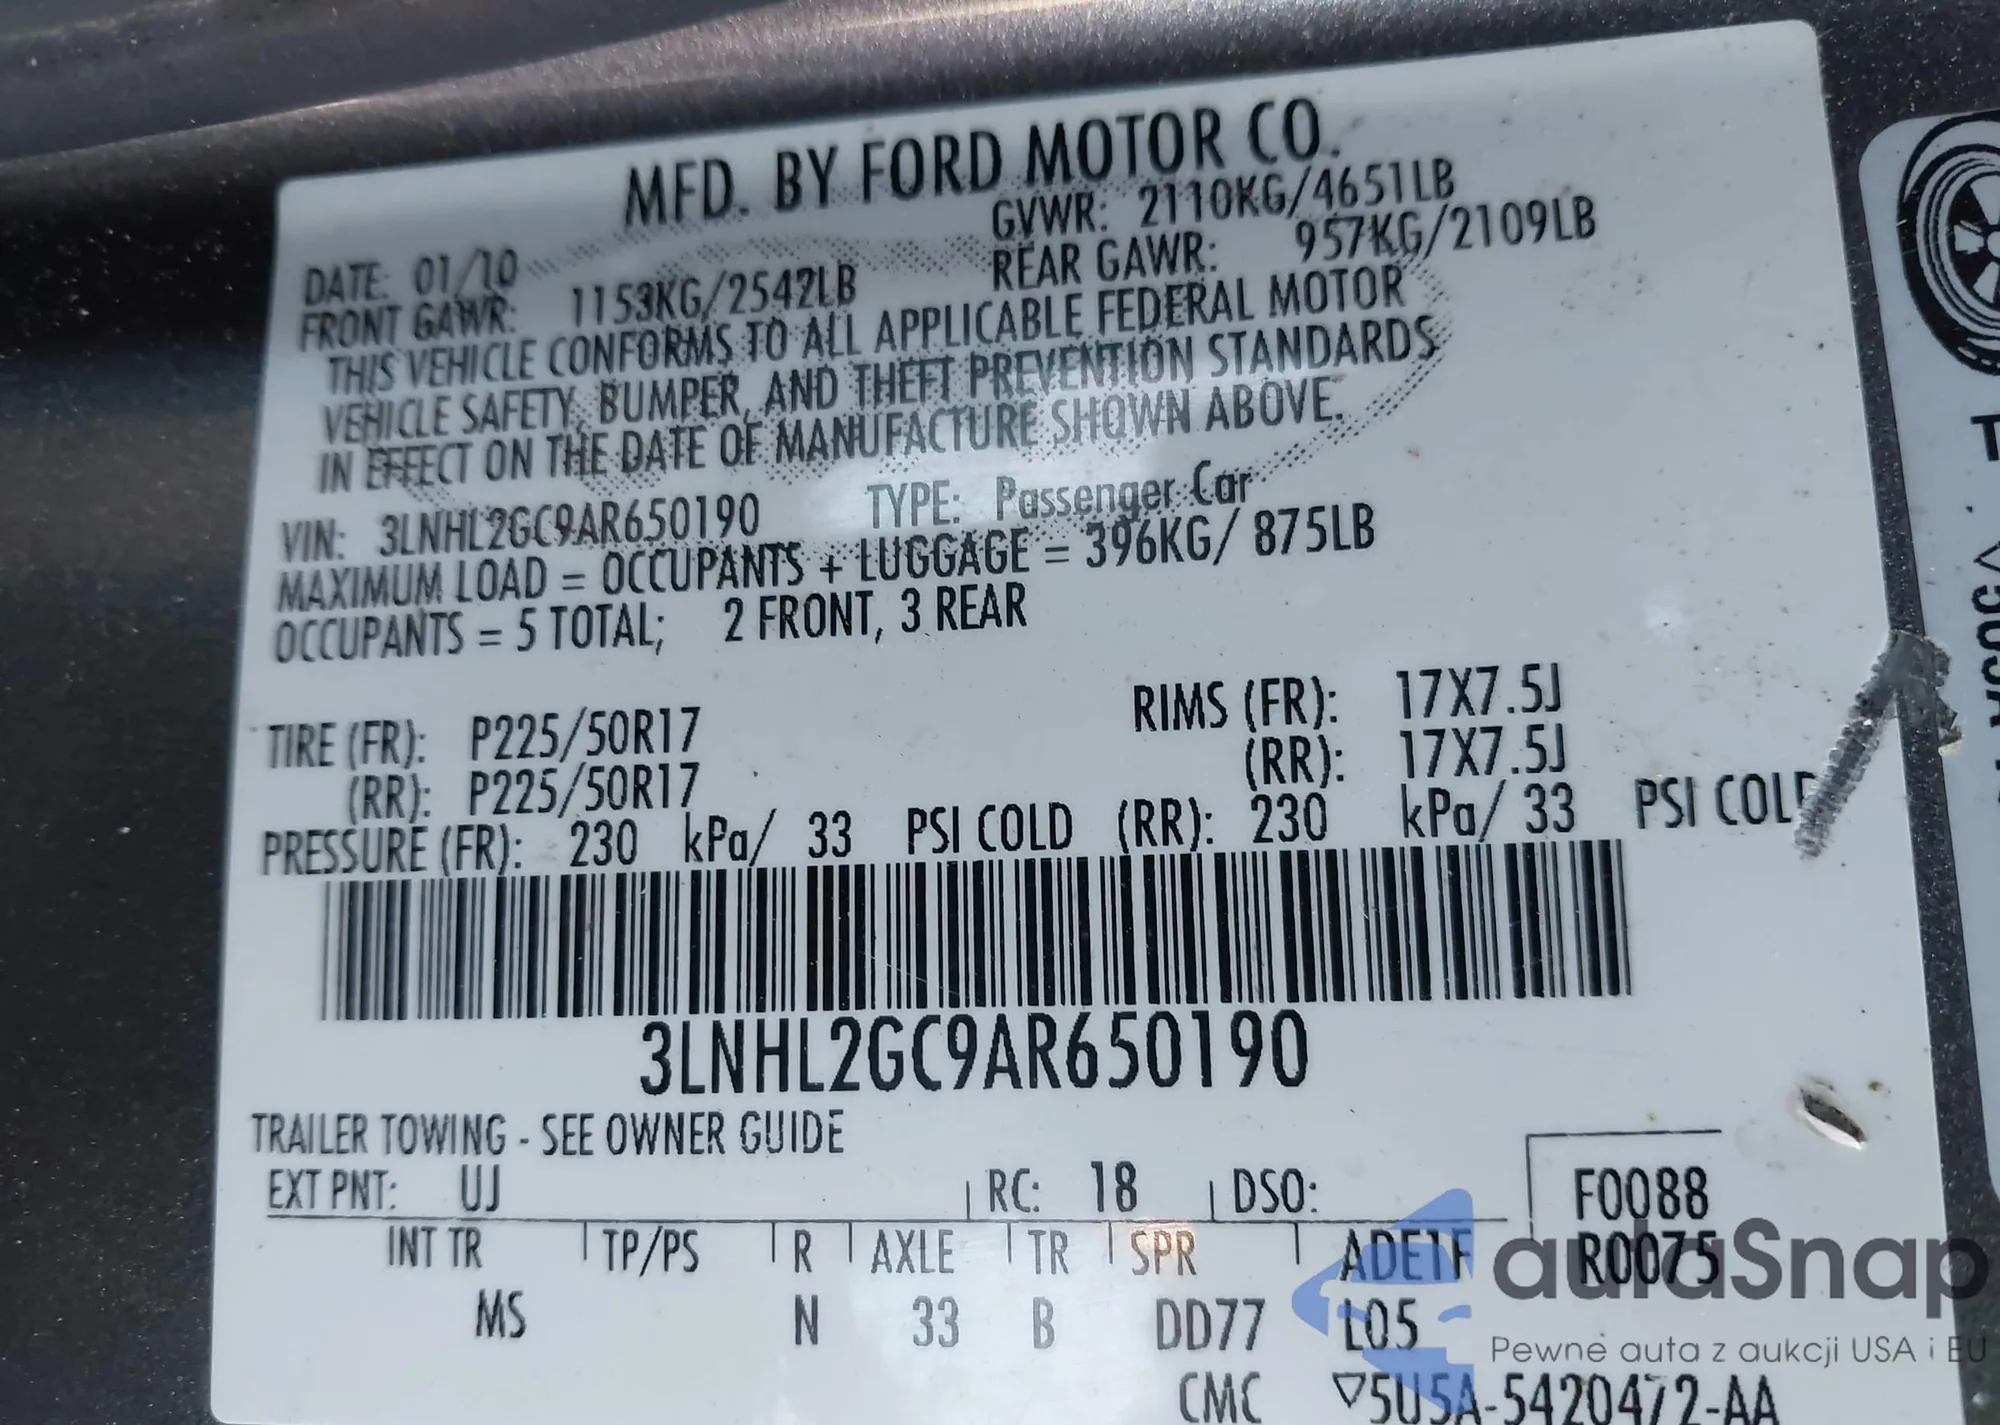 MFD. BY FORD MOTOR CO.
DATE: 01/10 GVWR: 2110KG/4651LB
FRONT GAWR: 1153KG/2542LB REAR GAWR: 957KG/2109LB
THIS VEHICLE CONFORMS TO ALL APPLICABLE FEDERAL MOTOR
VEHICLE SAFETY, BUMPER, AND THEFT PREVENTION STANDARDS
IN EFFECT ON THE DATE OF MANUFACTURE SHOWN ABOVE.
VIN: 3LNHL2GC9AR650190 TYPE: Passenger Car
MAXIMUM LOAD = OCCUPANTS + LUGGAGE = 396KG/ 875LB
OCCUPANTS = 5 TOTAL; 2 FRONT, 3 REAR
TIRE (FR): P225/50R17 RIMS (FR): 17X7.5J
(RR): P225/50R17 (RR): 17X7.5J
PRESSURE (FR): 230 kPa/ 33 PSI COLD (RR): 230 kPa/ 33 PSI COLD
3LNHL2GC9AR650190
TRAILER TOWING - SEE OWNER GUIDE
EXT PNT: UJ RC: 18 DSO: F0088
INT TR TP/PS R AXLE TR SPR ADE1F R0075
MS N 33 B DD77 L05
CMC ▽5U5A-5420472-AA
autaSnap
Pewne auta z aukcji USA i EU